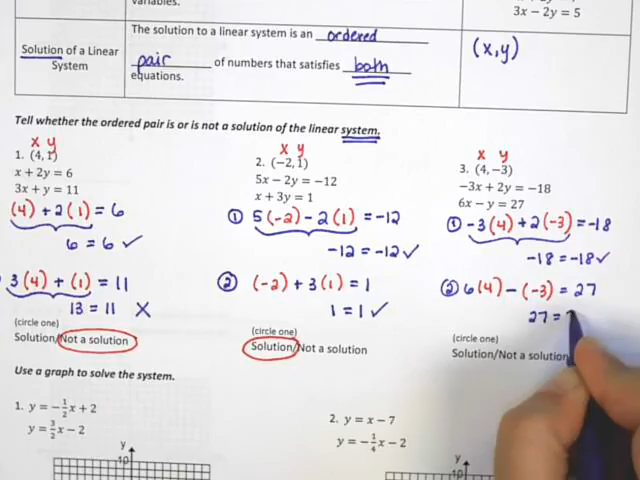 variables.
3x − 2y = 5
Solution of a Linear System
The solution to a linear system is an ordered
pair of numbers that satisfies both
equations.
(x,y)
Tell whether the ordered pair is or is not a solution of the linear system.
x y
1. (4, 1)
x + 2y = 6
3x + y = 11
(4) + 2(1) = 6
6 = 6 ✓
3(4) + (1) = 11
13 = 11 X
(circle one)
Solution/Not a solution
x y
2. (−2, 1)
5x − 2y = −12
x + 3y = 1
① 5(-2) - 2(1) = -12
-12 = -12 ✓
② (-2) + 3(1) = 1
1 = 1 ✓
(circle one)
Solution/Not a solution
x y
3. (4, −3)
−3x + 2y = −18
6x − y = 27
① -3(4) + 2(-3) = -18
-18 = -18 ✓
② 6(4) - (-3) = 27
27 =
(circle one)
Solution/Not a solution
Use a graph to solve the system.
1. y = −½x + 2
y = 3/2x − 2
y
10
2. y = x − 7
y = −¼x − 2
y
10